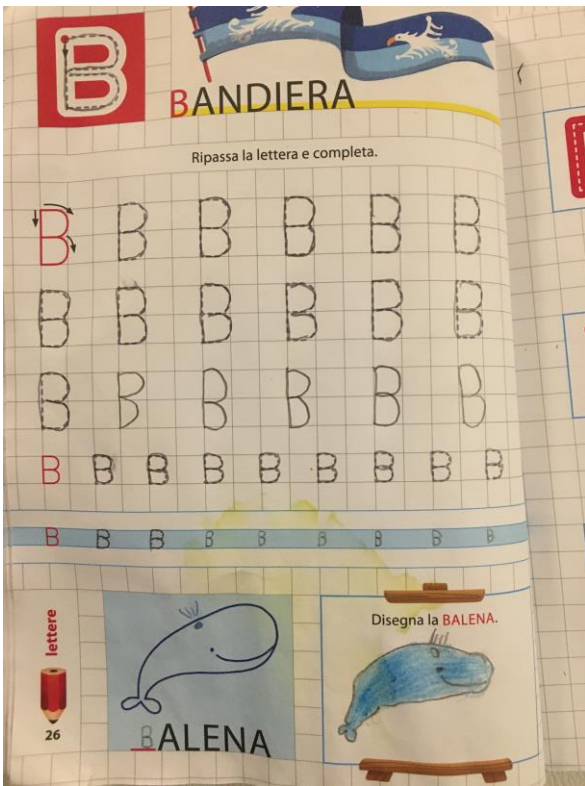 B
BANDIERA
Ripassa la lettera e completa.
B B B B B B
B B B B B B
B B B B B B
B B B B B B B B B
B B B B B B B B B
lettere
26
BALENA
Disegna la BALENA.